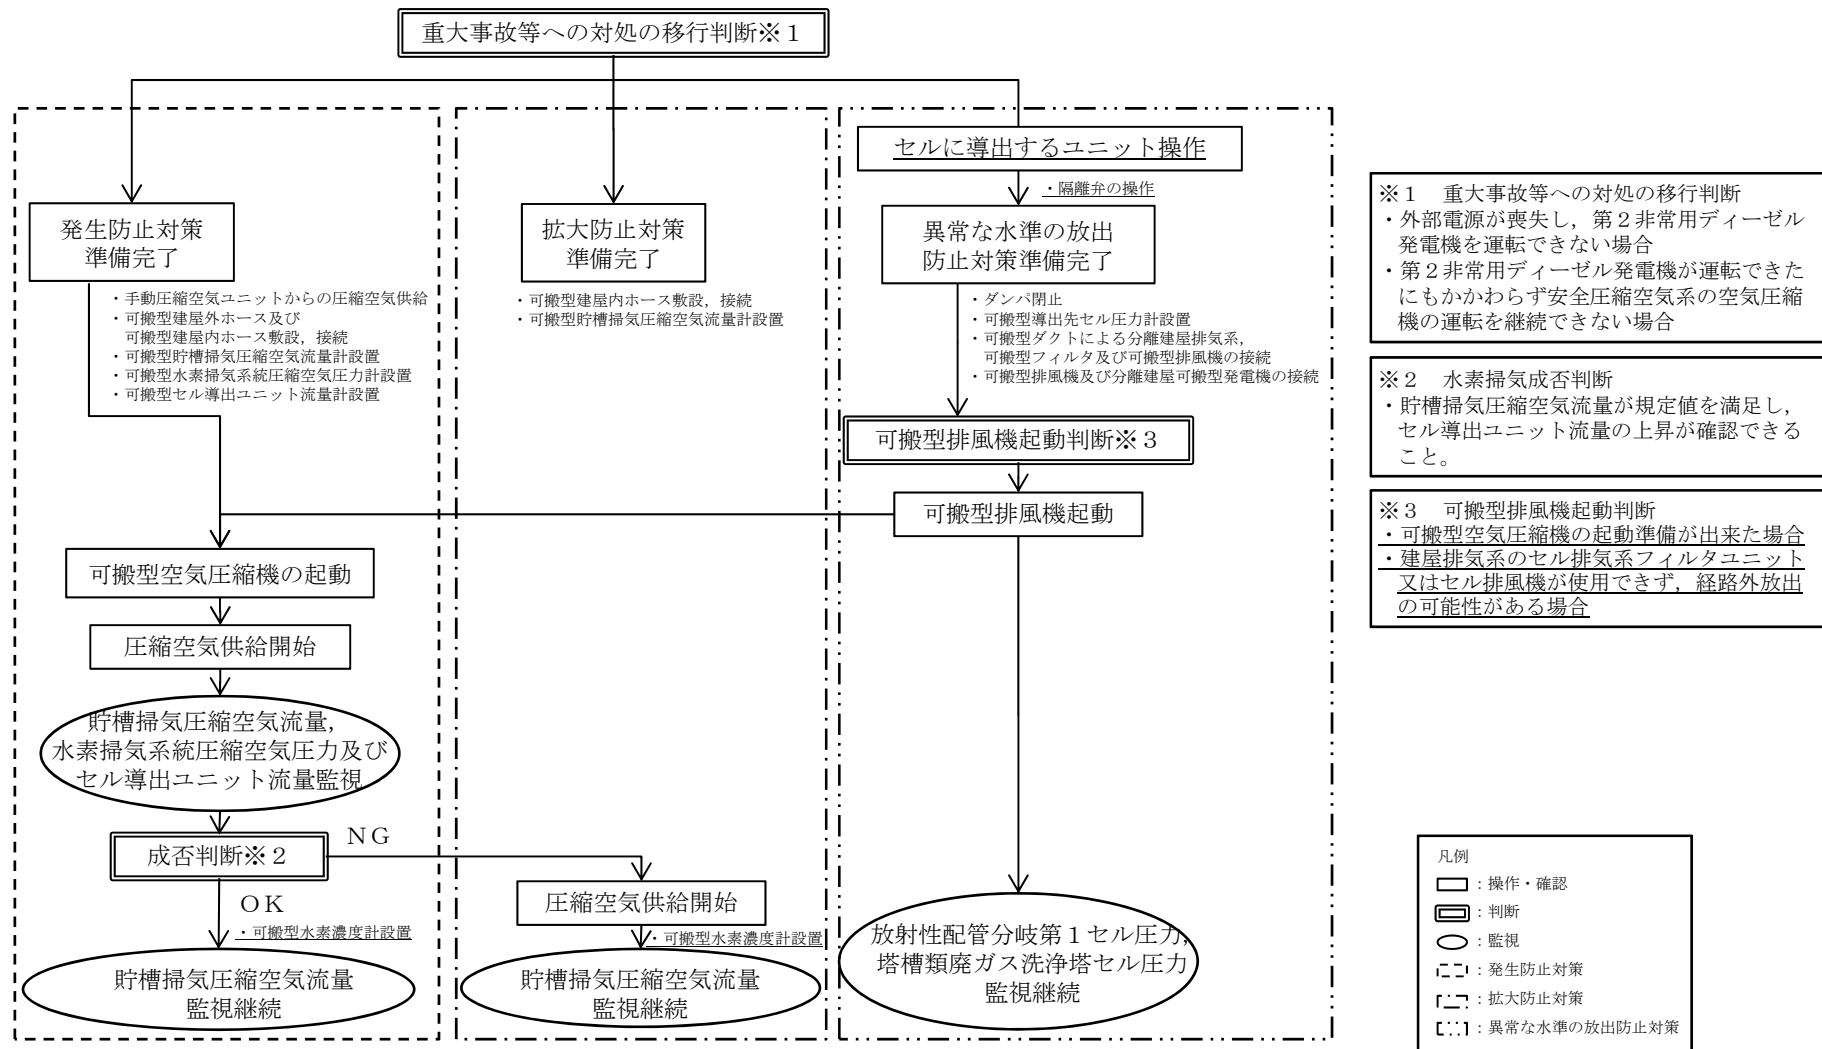 重大事故等への対処の移行判断※１
発生防止対策
準備完了
・手動圧縮空気ユニットからの圧縮空気供給
・可搬型建屋外ホース及び
可搬型建屋内ホース敷設，接続
・可搬型貯槽掃気圧縮空気流量計設置
・可搬型水素掃気系統圧縮空気圧力計設置
・可搬型セル導出ユニット流量計設置
可搬型空気圧縮機の起動
圧縮空気供給開始
貯槽掃気圧縮空気流量，
水素掃気系統圧縮空気圧力及び
セル導出ユニット流量監視
成否判断※２
NG
OK
・可搬型水素濃度計設置
貯槽掃気圧縮空気流量
監視継続
拡大防止対策
準備完了
・可搬型建屋内ホース敷設，接続
・可搬型貯槽掃気圧縮空気流量計設置
圧縮空気供給開始
・可搬型水素濃度計設置
貯槽掃気圧縮空気流量
監視継続
セルに導出するユニット操作
・隔離弁の操作
異常な水準の放出
防止対策準備完了
・ダンパ閉止
・可搬型導出先セル圧力計設置
・可搬型ダクトによる分離建屋排気系，
可搬型フィルタ及び可搬型排風機の接続
・可搬型排風機及び分離建屋可搬型発電機の接続
可搬型排風機起動判断※３
可搬型排風機起動
放射性配管分岐第１セル圧力，
塔槽類廃ガス洗浄塔セル圧力
監視継続
※１　重大事故等への対処の移行判断
・外部電源が喪失し，第２非常用ディーゼル
発電機を運転できない場合
・第２非常用ディーゼル発電機が運転できた
にもかかわらず安全圧縮空気系の空気圧縮
機の運転を継続できない場合
※２　水素掃気成否判断
・貯槽掃気圧縮空気流量が規定値を満足し，
セル導出ユニット流量の上昇が確認できる
こと。
※３　可搬型排風機起動判断
・可搬型空気圧縮機の起動準備が出来た場合
・建屋排気系のセル排気系フィルタユニット
又はセル排風機が使用できず，経路外放出
の可能性がある場合
凡例
：操作・確認
：判断
：監視
：発生防止対策
：拡大防止対策
：異常な水準の放出防止対策